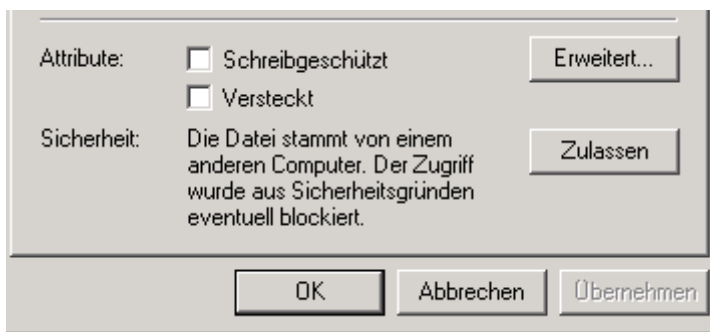 Attribute: Schreibgeschützt Erweitert...
Versteckt
Sicherheit: Die Datei stammt von einem
anderen Computer. Der Zugriff
wurde aus Sicherheitsgründen
eventuell blockiert.
Zulassen
OK Abbrechen Übernehmen